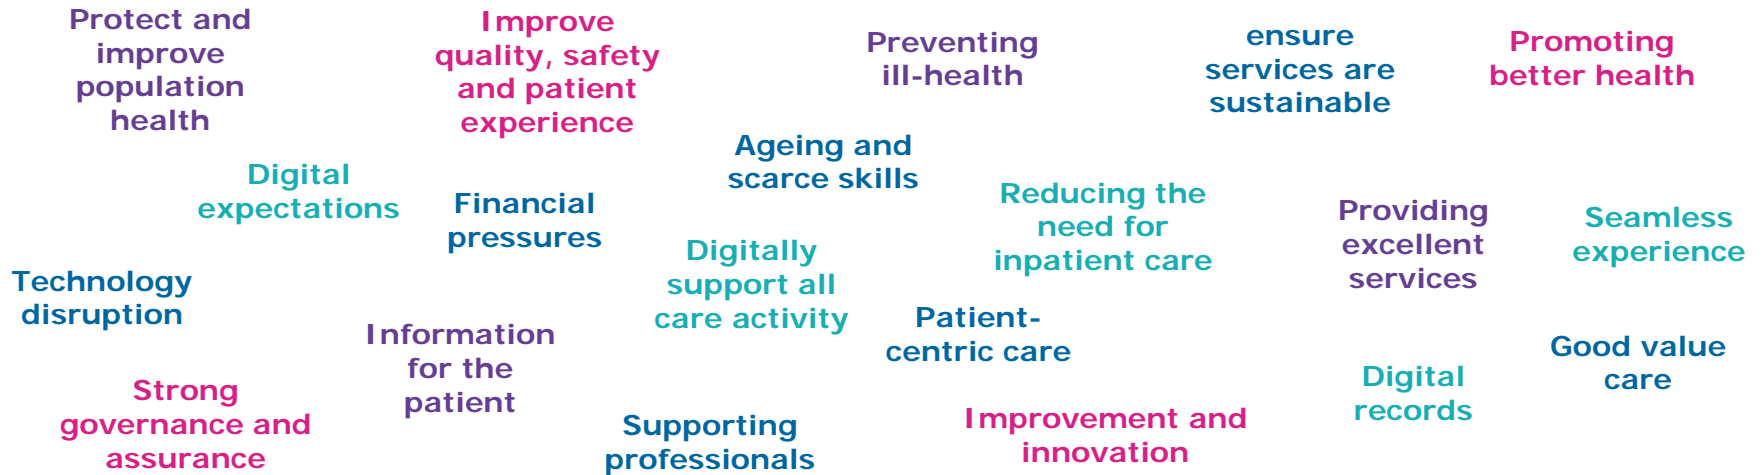 Protect and
improve
population
health
Improve
quality, safety
and patient
experience
Preventing
ill-health
ensure
services are
sustainable
Promoting
better health
Ageing and
scarce skills
Digital
expectations
Financial
pressures
Reducing the
need for
inpatient care
Providing
excellent
services
Seamless
experience
Digitally
support all
care activity
Technology
disruption
Patient-
centric care
Information
for the
patient
Good value
care
Digital
records
Strong
governance and
assurance
Supporting
professionals
Improvement and
innovation